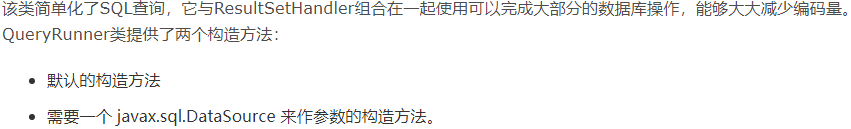 该类简单化了SQL查询，它与ResultSetHandler组合在一起使用可以完成大部分的数据库操作，能够大大减少编码量。
QueryRunner类提供了两个构造方法：
• 默认的构造方法
• 需要一个 javax.sql.DataSource 来作参数的构造方法。